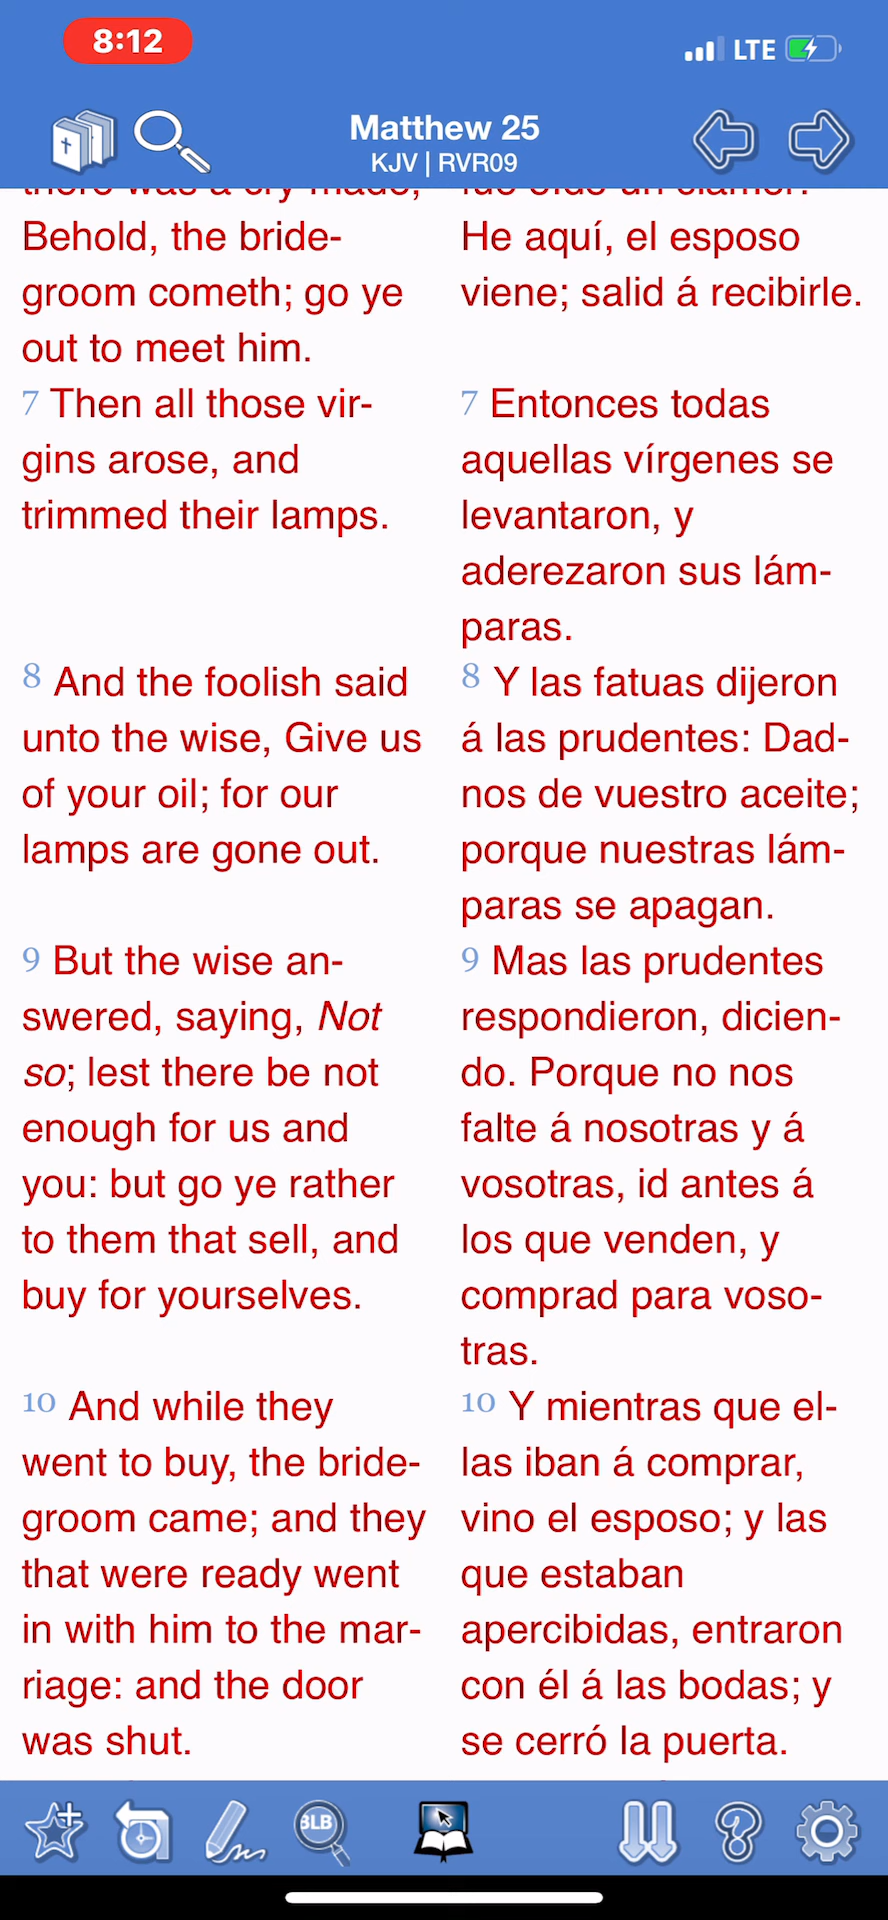 8:12
LTE
Matthew 25
KJV | RVR09
there was a cry made;
Behold, the bride-
groom cometh; go ye
out to meet him.
7 Then all those vir-
gins arose, and
trimmed their lamps.
8 And the foolish said
unto the wise, Give us
of your oil; for our
lamps are gone out.
9 But the wise an-
swered, saying, Not
so; lest there be not
enough for us and
you: but go ye rather
to them that sell, and
buy for yourselves.
10 And while they
went to buy, the bride-
groom came; and they
that were ready went
in with him to the mar-
riage: and the door
was shut.
fué oído un clamor:
He aquí, el esposo
viene; salid á recibirle.
7 Entonces todas
aquellas vírgenes se
levantaron, y
aderezaron sus lám-
paras.
8 Y las fatuas dijeron
á las prudentes: Dad-
nos de vuestro aceite;
porque nuestras lám-
paras se apagan.
9 Mas las prudentes
respondieron, dicien-
do. Porque no nos
falte á nosotras y á
vosotras, id antes á
los que venden, y
comprad para voso-
tras.
10 Y mientras que el-
las iban á comprar,
vino el esposo; y las
que estaban
apercibidas, entraron
con él á las bodas; y
se cerró la puerta.
BLB